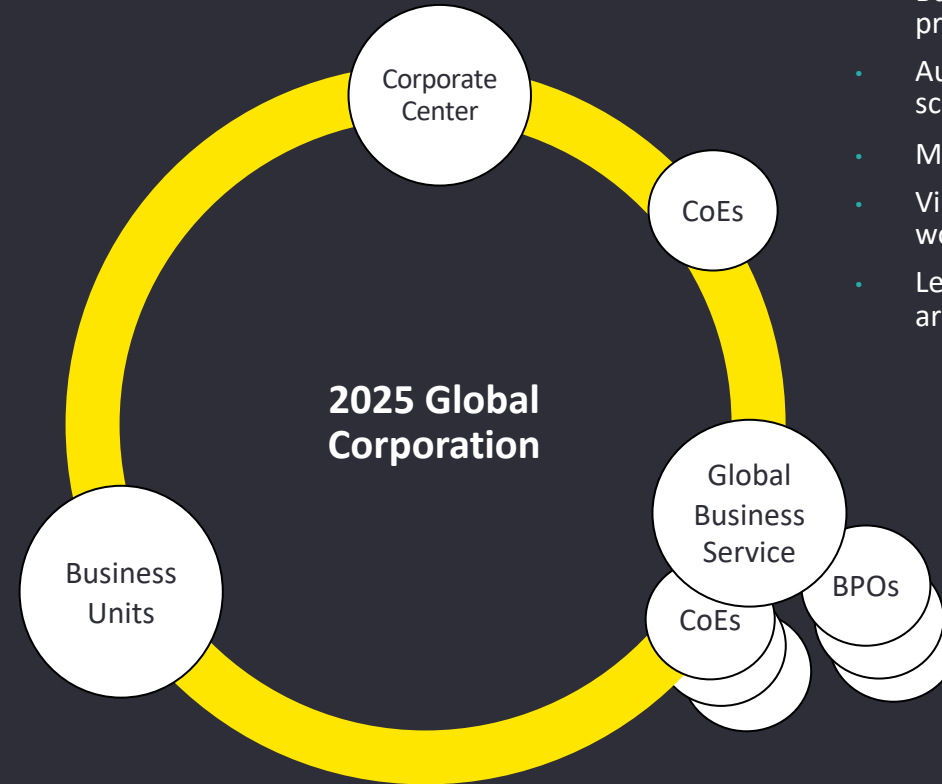 Corporate
Center
CoEs
2025 Global
Corporation
Global
Business
Service
BPOs
CoEs
Business
Units